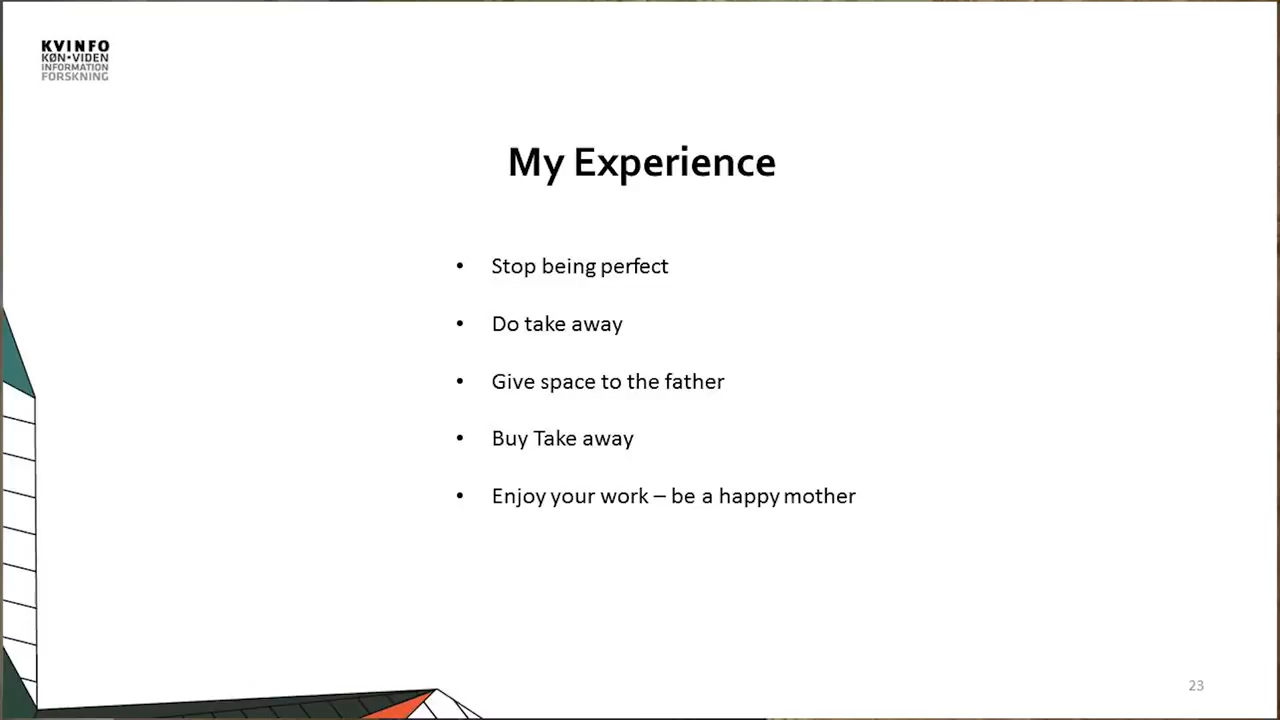 KVINFO
KØN•VIDEN
INFORMATION
FORSKNING
My Experience
• Stop being perfect
• Do take away
• Give space to the father
• Buy Take away
• Enjoy your work – be a happy mother
23